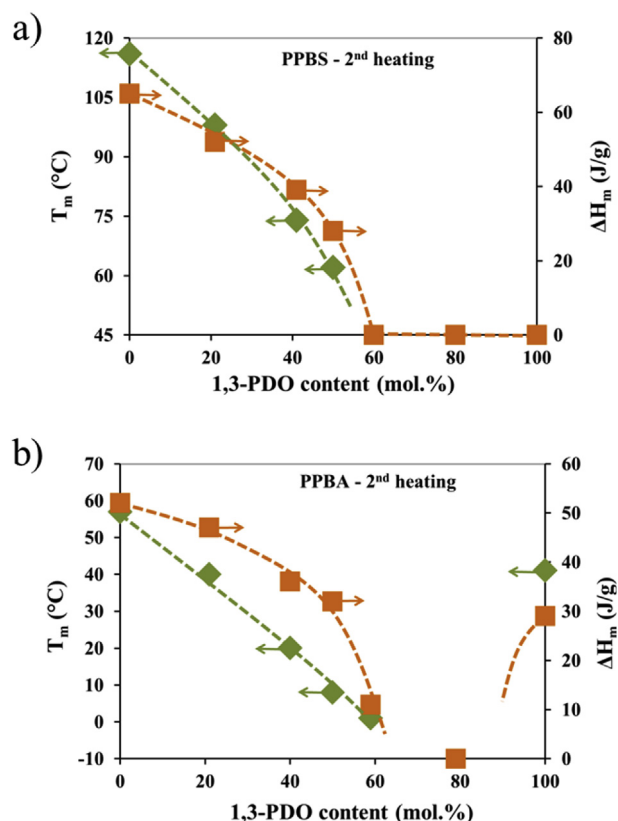 a)
PPBS - 2nd heating
120
105
90
75
60
45
Tm (°C)
80
60
40
20
0
ΔHm (J/g)
0 20 40 60 80 100
1,3-PDO content (mol.%)
b)
PPBA - 2nd heating
70
60
50
40
30
20
10
0
-10
Tm (°C)
60
50
40
30
20
10
0
ΔHm (J/g)
0 20 40 60 80 100
1,3-PDO content (mol.%)